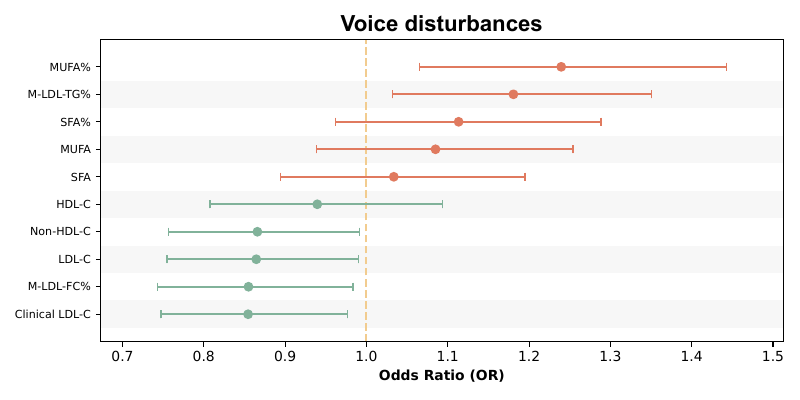 Voice disturbances
MUFA%
M-LDL-TG%
SFA%
MUFA
SFA
HDL-C
Non-HDL-C
LDL-C
M-LDL-FC%
Clinical LDL-C
0.7 0.8 0.9 1.0 1.1 1.2 1.3 1.4 1.5
Odds Ratio (OR)